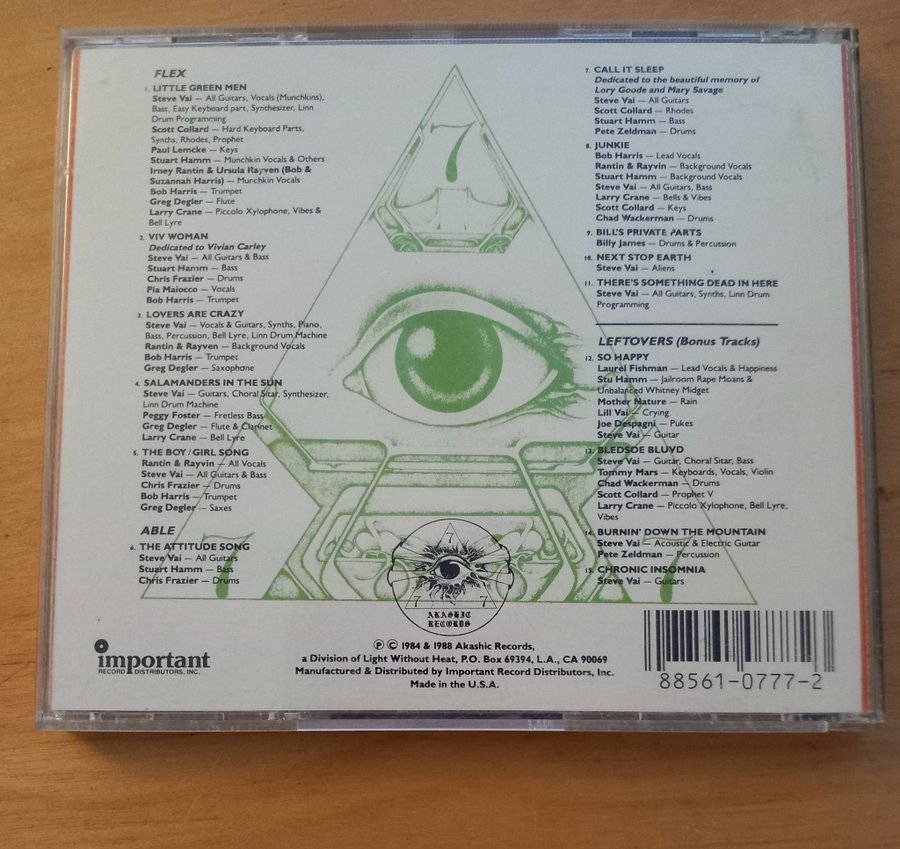 FLEX
1. LITTLE GREEN MEN
Steve Vai — All Guitars, Vocals (Munchkins),
Bass, Easy Keyboard part, Synthesizer, Linn
Drum Programming
Scott Collard — Hard Keyboard Parts,
Synths, Rhodes, Prophet
Paul Lemcke — Keys
Stuart Hamm — Munchkin Vocals & Others
Irney Rantin & Ursula Rayven (Bob &
Suzannah Harris) — Munchkin Vocals
Bob Harris — Trumpet
Greg Degler — Flute
Larry Crane — Piccolo Xylophone, Vibes &
Bell Lyre
2. VIV WOMAN
Dedicated to Vivian Carley
Steve Vai — All Guitars & Bass
Stuart Hamm — Bass
Chris Frazier — Drums
Pia Maiocco — Vocals
Bob Harris — Trumpet
3. LOVERS ARE CRAZY
Steve Vai — Vocals & Guitars, Synths, Piano,
Bass, Percussion, Bell Lyre, Linn Drum Machine
Rantin & Rayven — Background Vocals
Bob Harris — Trumpet
Greg Degler — Saxophone
4. SALAMANDERS IN THE SUN
Steve Vai — Guitars, Choral Sitar, Synthesizer,
Linn Drum Machine
Peggy Foster — Fretless Bass
Greg Degler — Flute & Clarinet
Larry Crane — Bell Lyre
5. THE BOY/GIRL SONG
Rantin & Rayvin — All Vocals
Steve Vai — All Guitars & Bass
Chris Frazier — Drums
Bob Harris — Trumpet
Greg Degler — Saxes
ABLE
6. THE ATTITUDE SONG
Steve Vai — All Guitars
Stuart Hamm — Bass
Chris Frazier — Drums
7. CALL IT SLEEP
Dedicated to the beautiful memory of
Lory Goode and Mary Savage
Steve Vai — All Guitars
Scott Collard — Rhodes
Stuart Hamm — Bass
Pete Zeldman — Drums
8. JUNKIE
Bob Harris — Lead Vocals
Rantin & Rayvin — Background Vocals
Stuart Hamm — Background Vocals
Steve Vai — All Guitars, Bass
Larry Crane — Bells & Vibes
Scott Collard — Keys
Chad Wackerman — Drums
9. BILL'S PRIVATE PARTS
Billy James — Drums & Percussion
10. NEXT STOP EARTH
Steve Vai — Aliens
11. THERE'S SOMETHING DEAD IN HERE
Steve Vai — All Guitars, Synths, Linn Drum
Programming
LEFTOVERS (Bonus Tracks)
12. SO HAPPY
Laurel Fishman — Lead Vocals & Happiness
Stu Hamm — Jailroom Rape Moans &
Unbalanced Whitney Midget
Mother Nature — Rain
Lill Vai — Crying
Joe Despagni — Pukes
Steve Vai — Guitar
13. BLEDSOE BLUVD
Steve Vai — Guitar, Choral Sitar, Bass
Tommy Mars — Keyboards, Vocals, Violin
Chad Wackerman — Drums
Scott Collard — Prophet V
Larry Crane — Piccolo Xylophone, Bell Lyre,
Vibes
14. BURNIN' DOWN THE MOUNTAIN
Steve Vai — Acoustic & Electric Guitar
Pete Zeldman — Percussion
15. CHRONIC INSOMNIA
Steve Vai — Guitars
7
7
7
7
7
7
AKASHIC
RECORDS
important
RECORD DISTRIBUTORS, INC.
℗ © 1984 & 1988 Akashic Records,
a Division of Light Without Heat, P.O. Box 69394, L.A., CA 90069
Manufactured & Distributed by Important Record Distributors, Inc.
Made in the U.S.A.
88561-0777-2